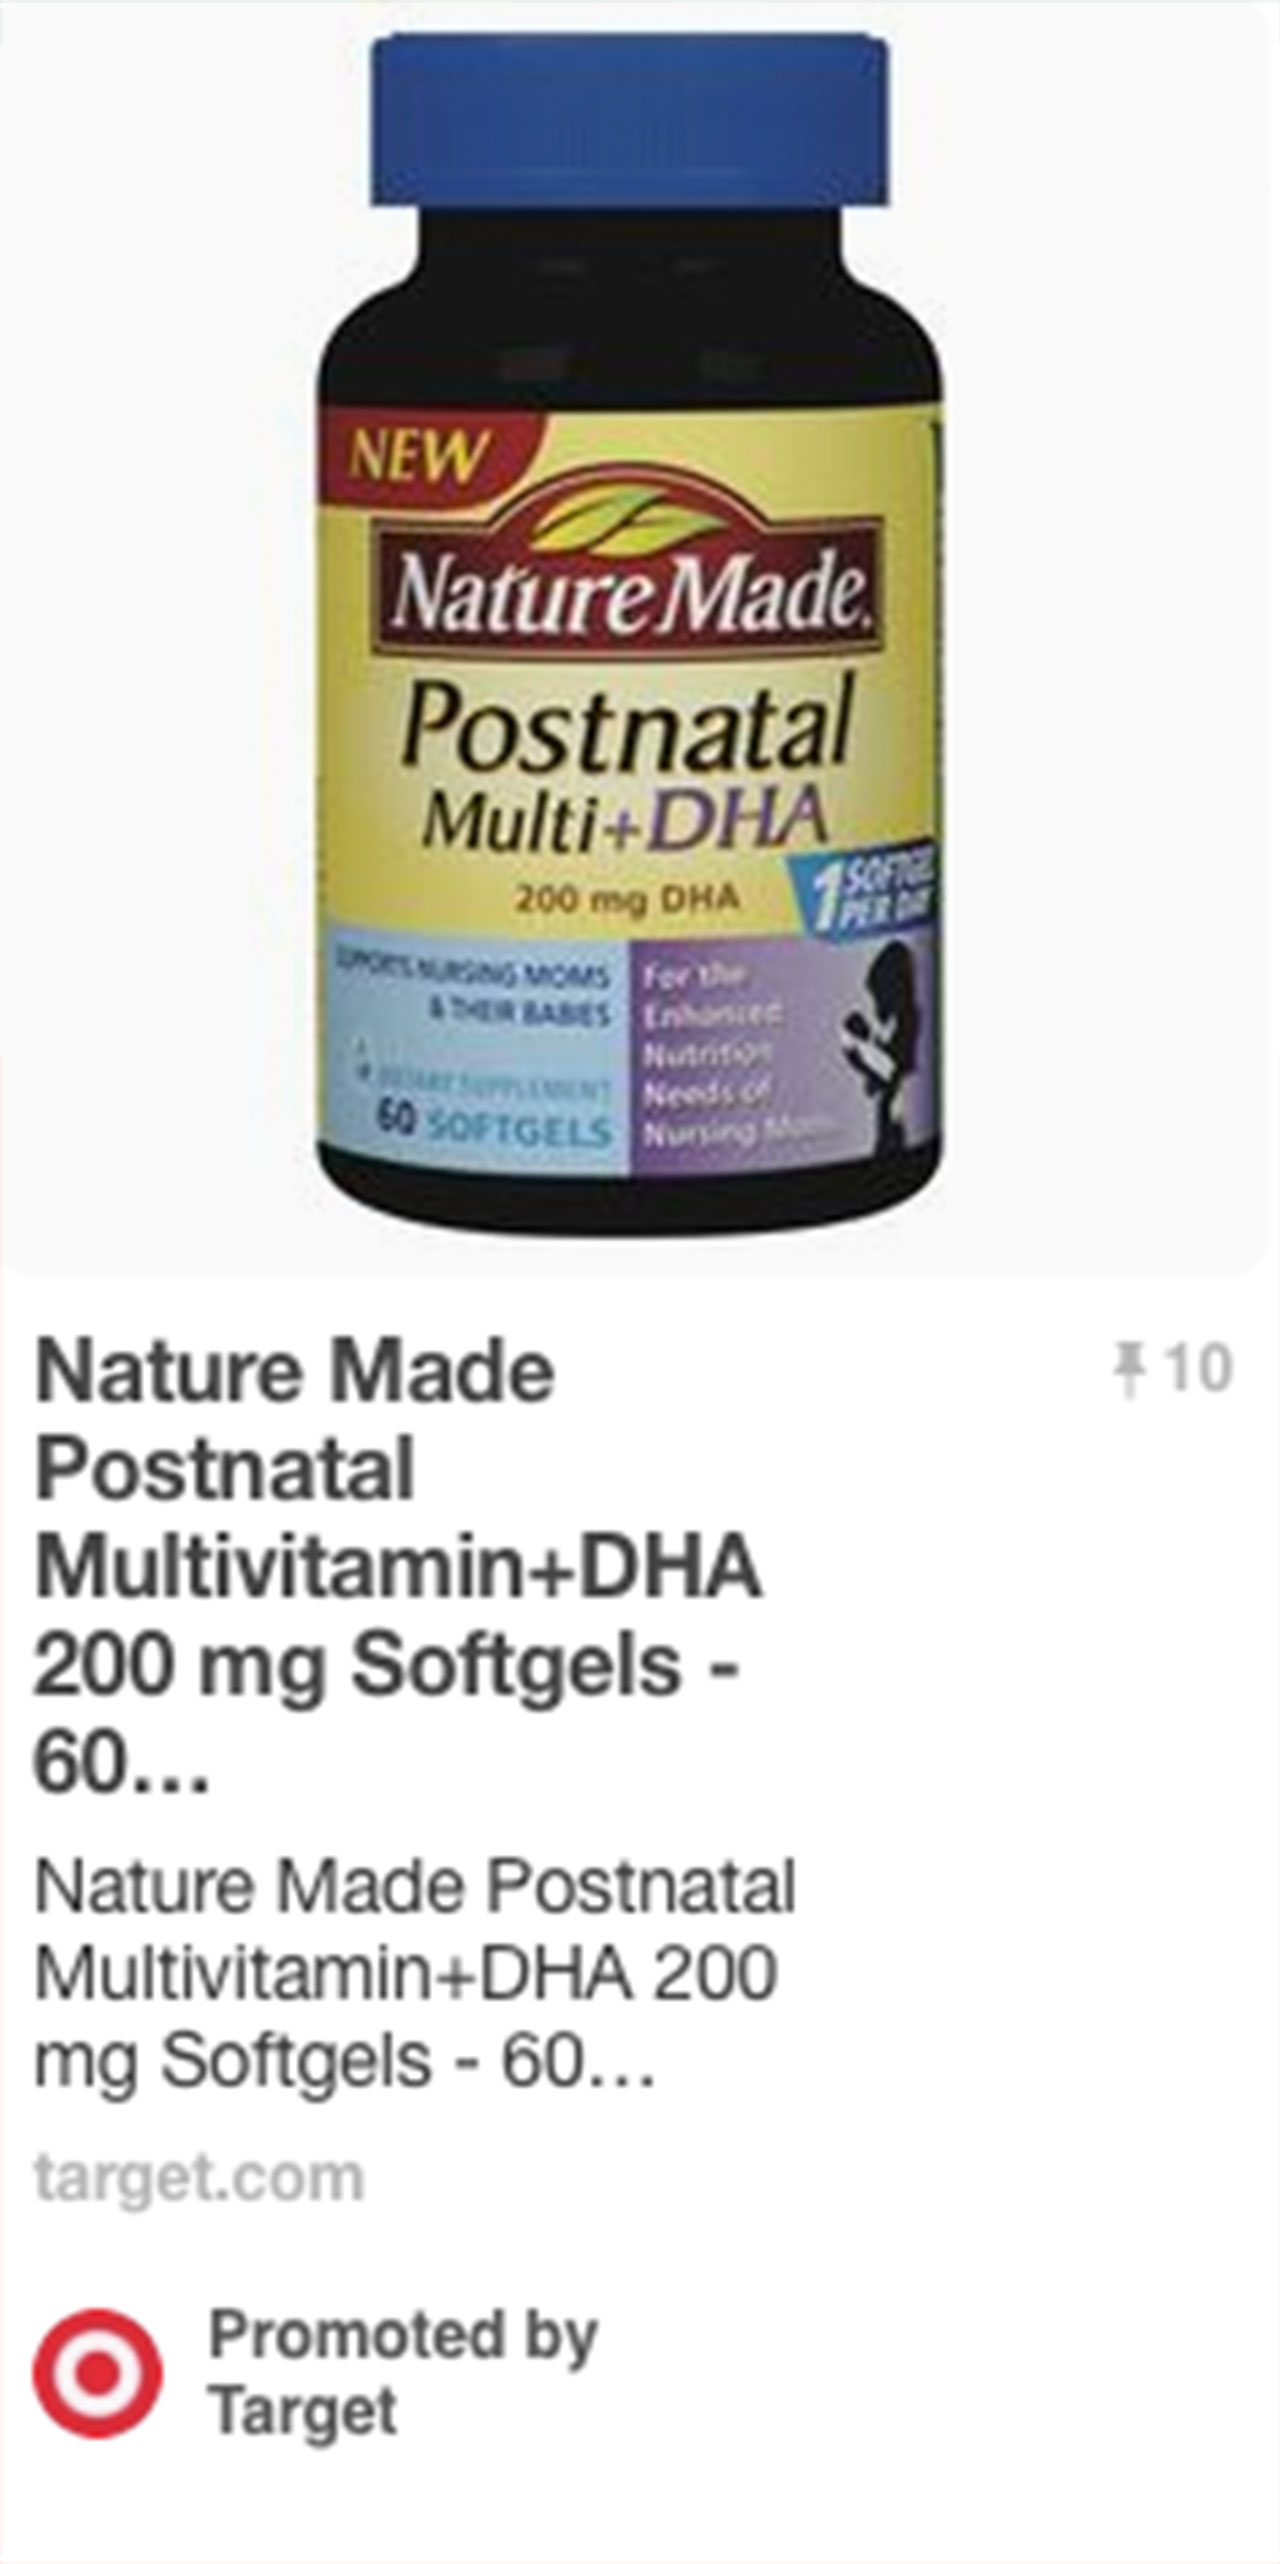 NEW
Nature Made.
Postnatal
Multi+DHA
200 mg DHA
1 SOFTGEL
PER DAY
SUPPORTS NURSING MOMS
& THEIR BABIES
DIETARY SUPPLEMENT
60 SOFTGELS
For the
Enhanced
Nutrition
Needs of
Nursing Moms
Nature Made
Postnatal
Multivitamin+DHA
200 mg Softgels -
60...
10
Nature Made Postnatal
Multivitamin+DHA 200
mg Softgels - 60...
target.com
Promoted by
Target